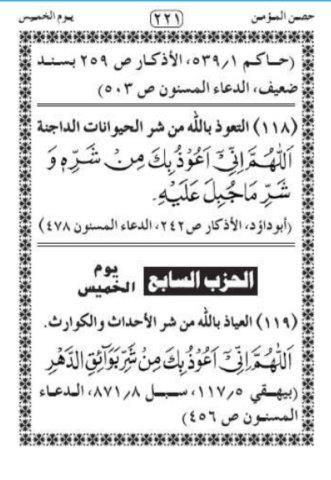 حصن المؤمن (٢٢١) يوم الخميس
(حاكم ٥٣٩/١، الأذكار ص ٢٥٩ بسند
ضعيف، الدعاء المسنون ص ٥٠٣)
(١١٨) التعوذ بالله من شر الحيوانات الداجنة
اَللّٰهُمَّ اِنِّيْ اَعُوْذُ بِكَ مِنْ شَرِّهٖ وَ
شَرِّ مَا جُبِلَ عَلَيْهِ.
(أبوداؤد، الأذكار ص٢٤٢، الدعاء المسنون ٤٧٨)
الحزب السابع يوم الخميس
(١١٩) العياذ بالله من شر الأحداث والكوارث.
اَللّٰهُمَّ اِنِّيْ اَعُوْذُ بِكَ مِنْ شَرِّ بَوَائِقِ الدَّهْرِ
(بيهقي ١١٧/٥، سبل ٨٧١/٨، الدعاء
المسنون ص ٤٥٦)